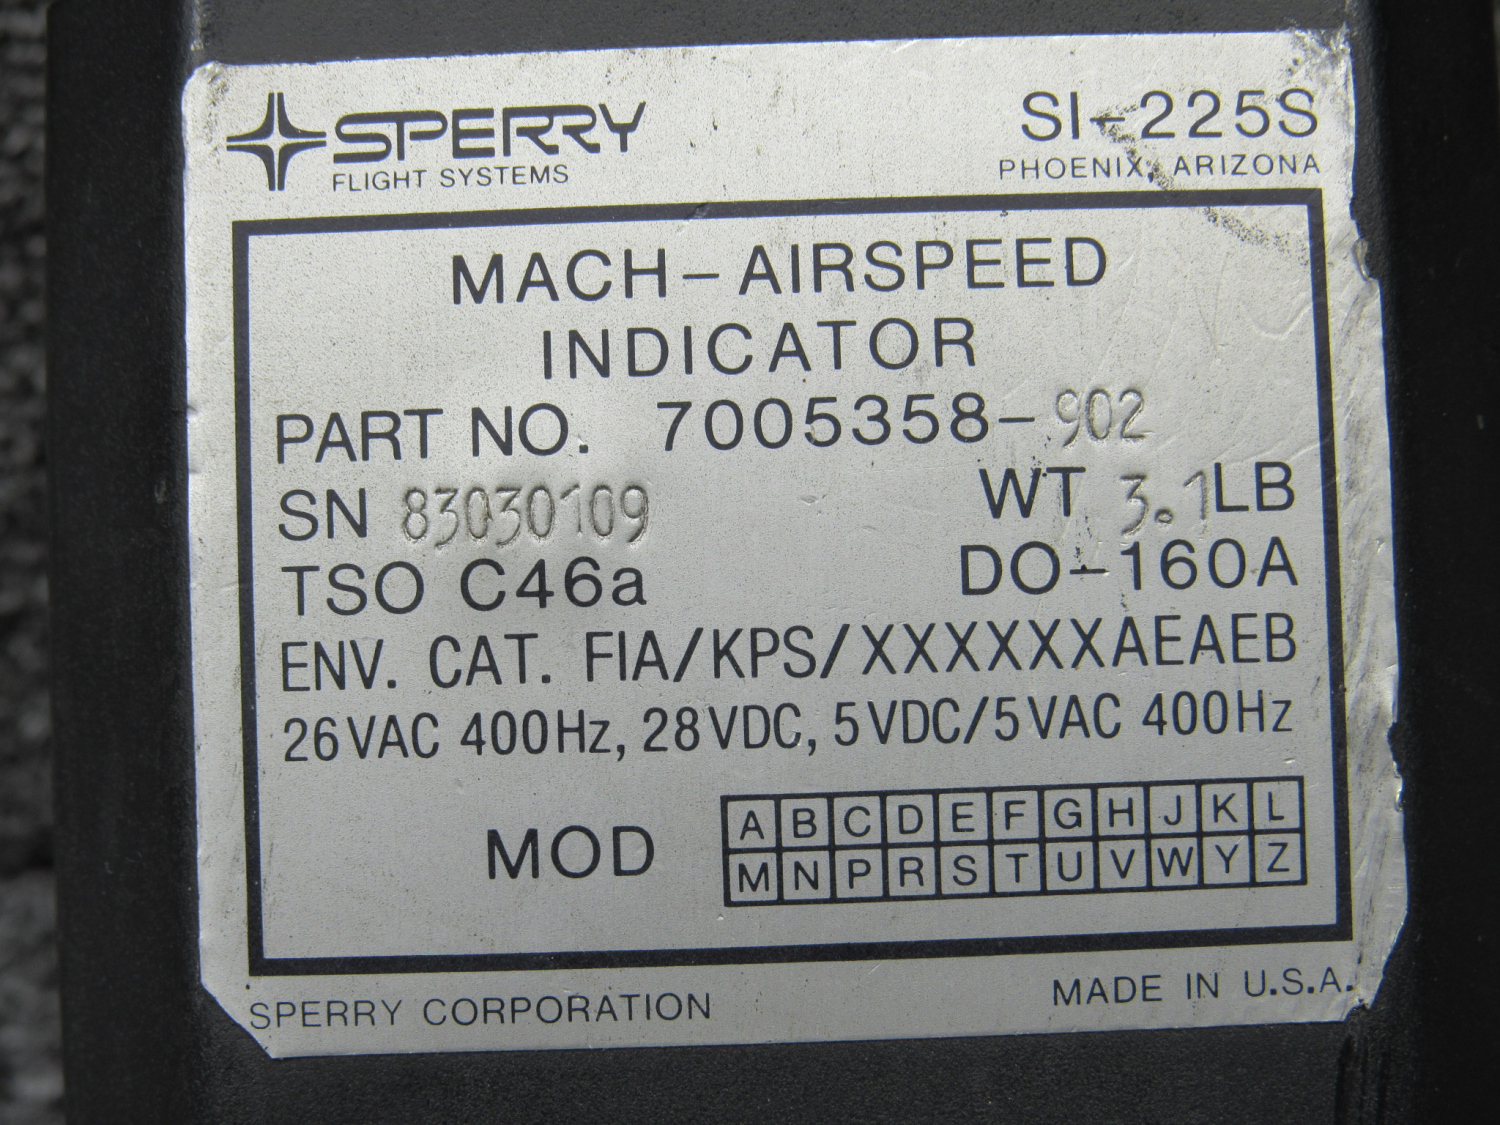 SPERRY SI-225S
FLIGHT SYSTEMS PHOENIX, ARIZONA
MACH-AIRSPEED
INDICATOR
PART NO. 7005358-902
SN 83030109 WT 3.1LB
TSO C46a DO-160A
ENV. CAT. FIA/KPS/XXXXXXAEAEB
26VAC 400Hz, 28VDC, 5VDC/5VAC 400Hz
MOD
A B C D E F G H J K L
M N P R S T U V W Y Z
SPERRY CORPORATION MADE IN U.S.A.